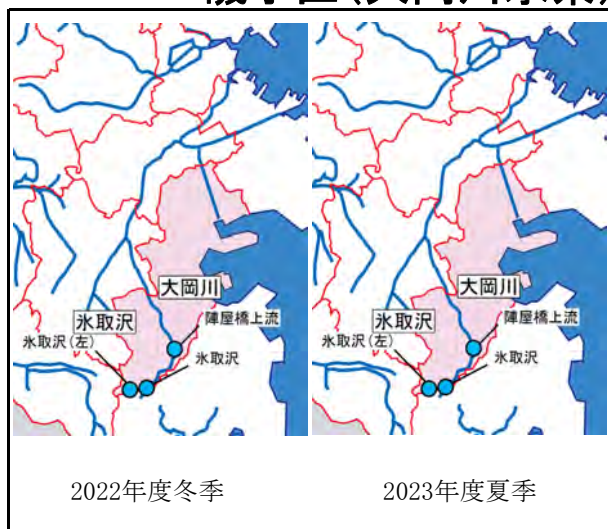 大岡川
氷取沢
陣屋橋上流
氷取沢(左)
氷取沢
大岡川
氷取沢
陣屋橋上流
氷取沢(左)
氷取沢
2022年度冬季
2023年度夏季